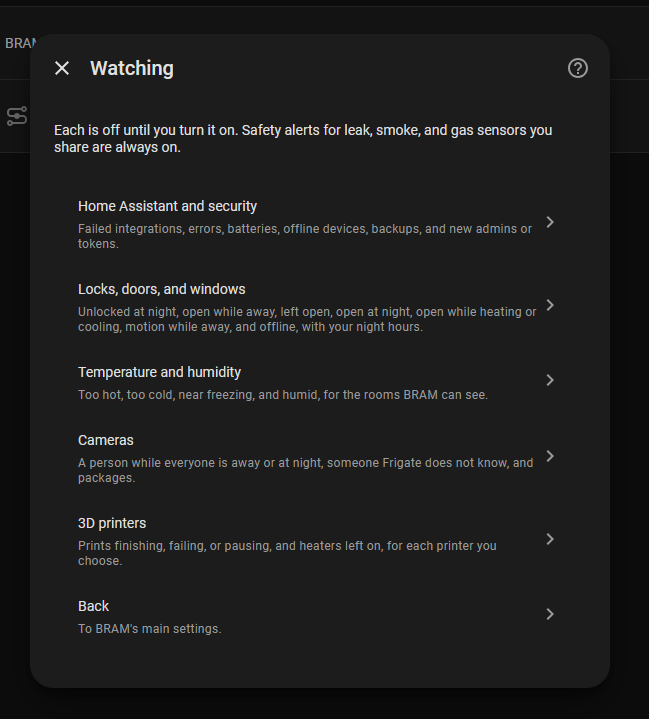 BRAM
Watching
Each is off until you turn it on. Safety alerts for leak, smoke, and gas sensors you
share are always on.
Home Assistant and security
Failed integrations, errors, batteries, offline devices, backups, and new admins or
tokens.
Locks, doors, and windows
Unlocked at night, open while away, left open, open at night, open while heating or
cooling, motion while away, and offline, with your night hours.
Temperature and humidity
Too hot, too cold, near freezing, and humid, for the rooms BRAM can see.
Cameras
A person while everyone is away or at night, someone Frigate does not know, and
packages.
3D printers
Prints finishing, failing, or pausing, and heaters left on, for each printer you
choose.
Back
To BRAM's main settings.